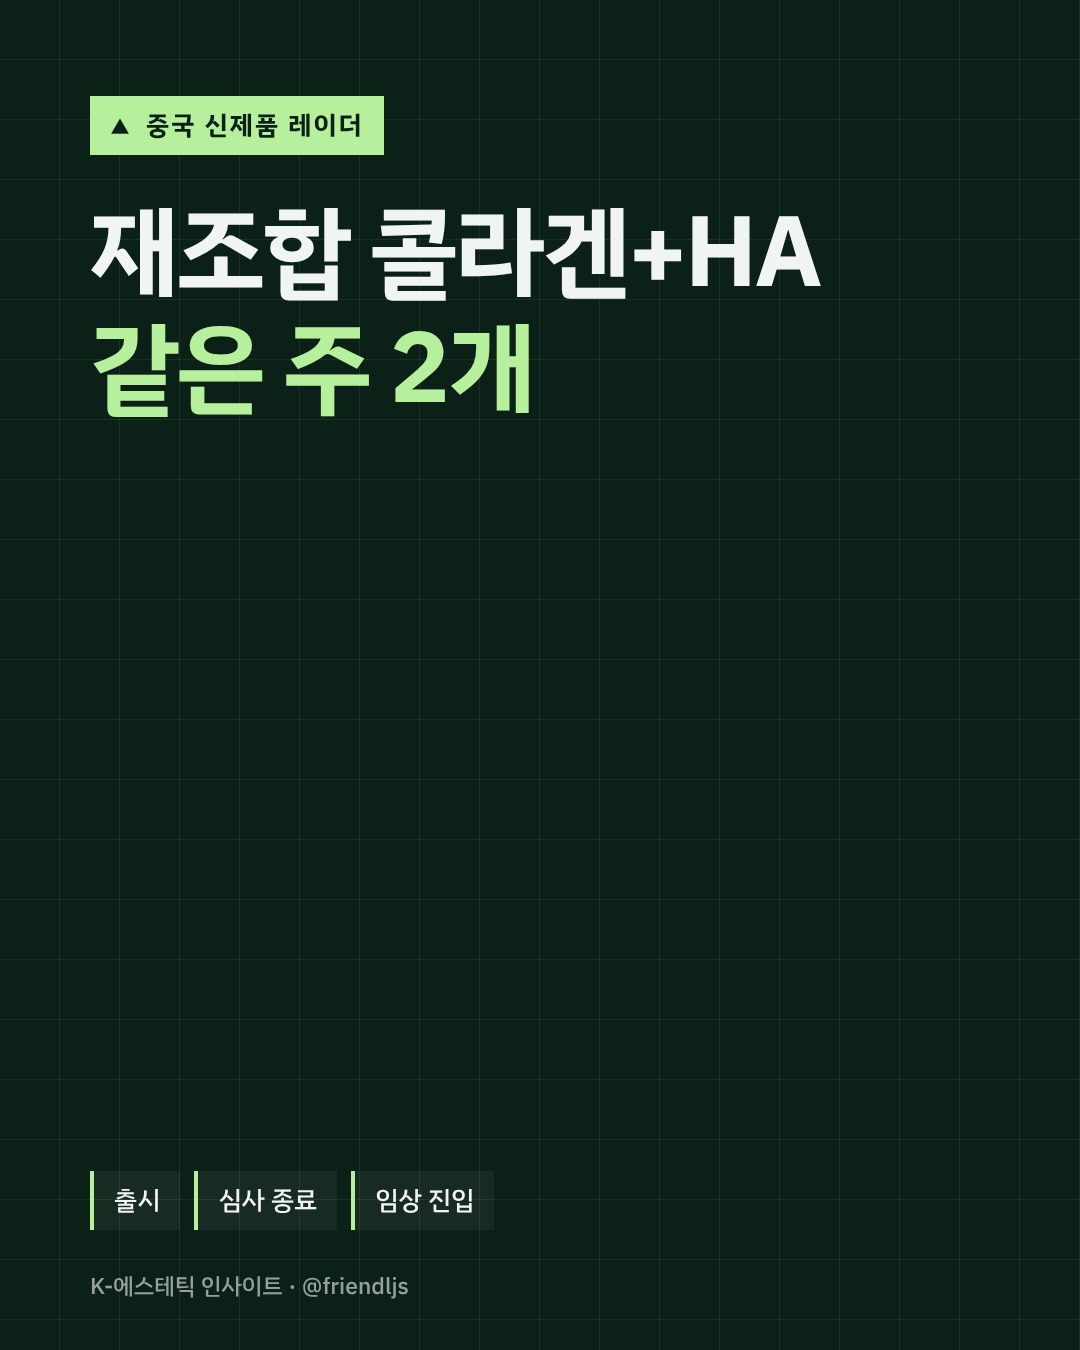 ▲ 중국 신제품 레이더
재조합 콜라겐+HA
같은 주 2개
출시
심사 종료
임상 진입
K-에스테틱 인사이트 · @friendljs